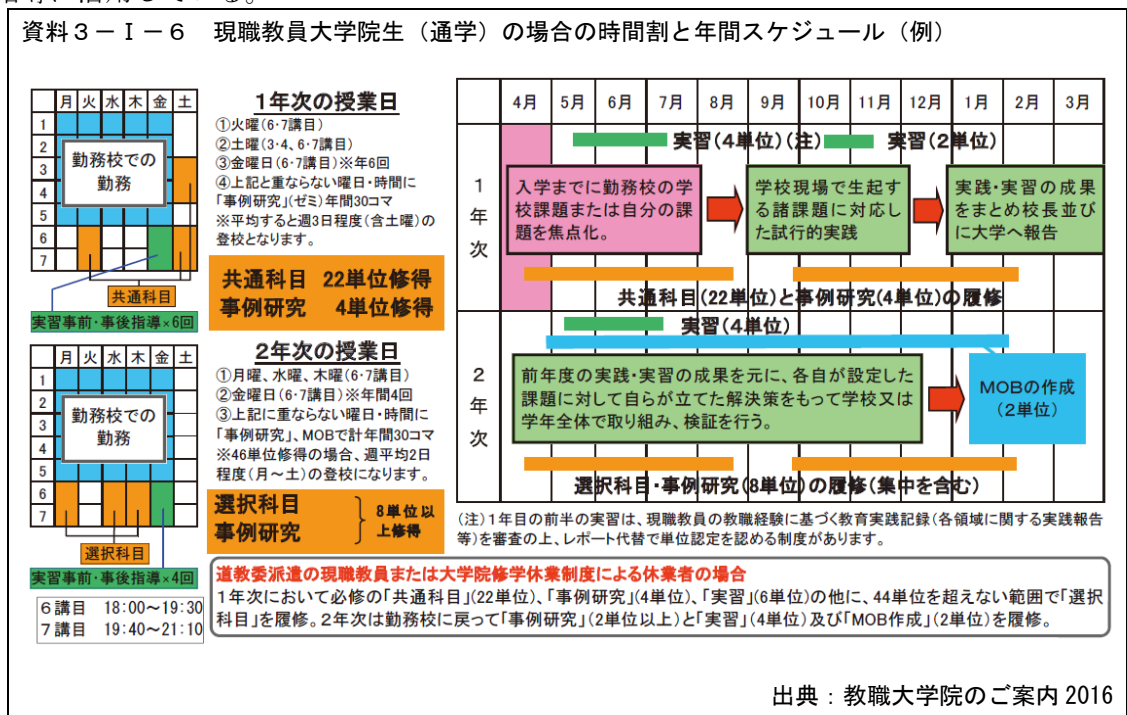 資料3－Ⅰ－6　現職教員大学院生（通学）の場合の時間割と年間スケジュール（例）
月 火 水 木 金 土
1
2
3
4
5
6
7
勤務校での
勤務
共通科目
実習事前・事後指導×6回
1年次の授業日
①火曜(6・7講目)
②土曜(3・4、6・7講目)
③金曜日(6・7講目)※年6回
④上記と重ならない曜日・時間に
「事例研究」(ゼミ)年間30コマ
※平均すると週3日程度(含土曜)の
登校となります。
共通科目　22単位修得
事例研究　4単位修得
月 火 水 木 金 土
1
2
3
4
5
6
7
勤務校での
勤務
選択科目
実習事前・事後指導×4回
6講目　18:00～19:30
7講目　19:40～21:10
2年次の授業日
①月曜、水曜、木曜(6・7講目)
②金曜日(6・7講目)※年間4回
③上記に重ならない曜日・時間に
「事例研究」、MOBで計年間30コマ
※46単位修得の場合、週平均2日
程度(月～土)の登校になります。
選択科目
事例研究
8単位以
上修得
4月 5月 6月 7月 8月 9月 10月 11月 12月 1月 2月 3月
1年次
実習(4単位)(注)
実習(2単位)
入学までに勤務校の学
校課題または自分の課
題を焦点化。
学校現場で生起す
る諸課題に対応し
た試行的実践
実践・実習の成果
をまとめ校長並び
に大学へ報告
共通科目(22単位)と事例研究(4単位)の履修
2年次
実習(4単位)
前年度の実践・実習の成果を元に、各自が設定した
課題に対して自らが立てた解決策をもって学校又は
学年全体で取り組み、検証を行う。
MOBの作成
(2単位)
選択科目・事例研究(8単位)の履修(集中を含む)
(注)1年目の前半の実習は、現職教員の教職経験に基づく教育実践記録(各領域に関する実践報告
等)を審査の上、レポート代替で単位認定を認める制度があります。
道教委派遣の現職教員または大学院修学休業制度による休業者の場合
1年次において必修の「共通科目」(22単位)、「事例研究」(4単位)、「実習」(6単位)の他に、44単位を超えない範囲で「選択
科目」を履修。2年次は勤務校に戻って「事例研究」(2単位以上)と「実習」(4単位)及び「MOB作成」(2単位)を履修。
出典：教職大学院のご案内 2016